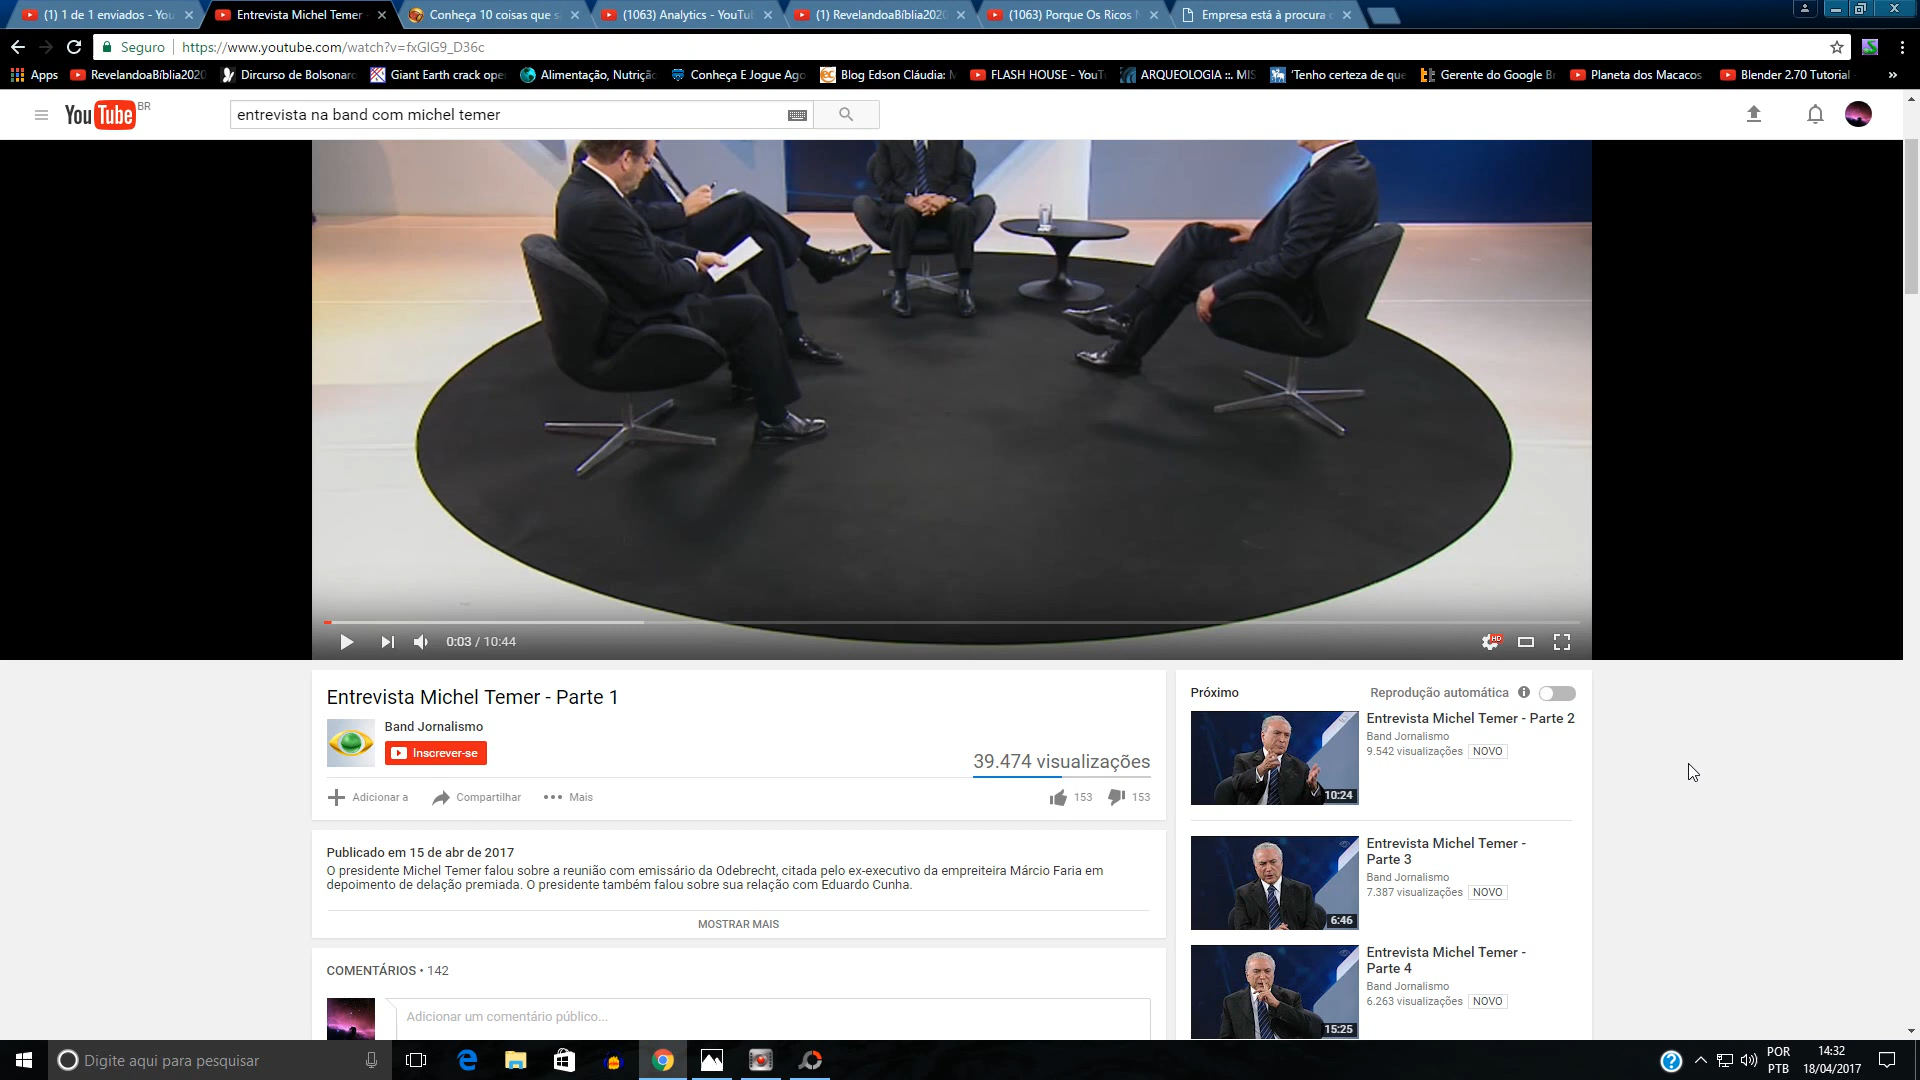 (1) 1 de 1 enviados - You
Entrevista Michel Temer
Conheça 10 coisas que s
(1063) Analytics - YouTu
(1) RevelandoaBíblia2020
(1063) Porque Os Ricos N
Empresa está à procura d
Seguro
https://www.youtube.com/watch?v=fxGlG9_D36c
Apps
RevelandoaBíblia2020
Dircurso de Bolsonaro
Giant Earth crack ope
Alimentação, Nutriçã
Conheça E Jogue Ago
Blog Edson Cláudia:
FLASH HOUSE - YouT
ARQUEOLOGIA ::. MIS
'Tenho certeza de que
Gerente do Google Br
Planeta dos Macacos
Blender 2.70 Tutorial
»
YouTube BR
entrevista na band com michel temer
0:03 / 10:44
HD
Entrevista Michel Temer - Parte 1
Band Jornalismo
Inscrever-se
39.474 visualizações
Adicionar a
Compartilhar
Mais
153
153
Publicado em 15 de abr de 2017
O presidente Michel Temer falou sobre a reunião com emissário da Odebrecht, citada pelo ex-executivo da empreiteira Márcio Faria em
depoimento de delação premiada. O presidente também falou sobre sua relação com Eduardo Cunha.
MOSTRAR MAIS
COMENTÁRIOS • 142
Adicionar um comentário público...
Próximo
Reprodução automática
Entrevista Michel Temer - Parte 2
Band Jornalismo
9.542 visualizações NOVO
10:24
Entrevista Michel Temer -
Parte 3
Band Jornalismo
7.387 visualizações NOVO
6:46
Entrevista Michel Temer -
Parte 4
Band Jornalismo
6.263 visualizações NOVO
15:25
Digite aqui para pesquisar
POR
PTB
14:32
18/04/2017